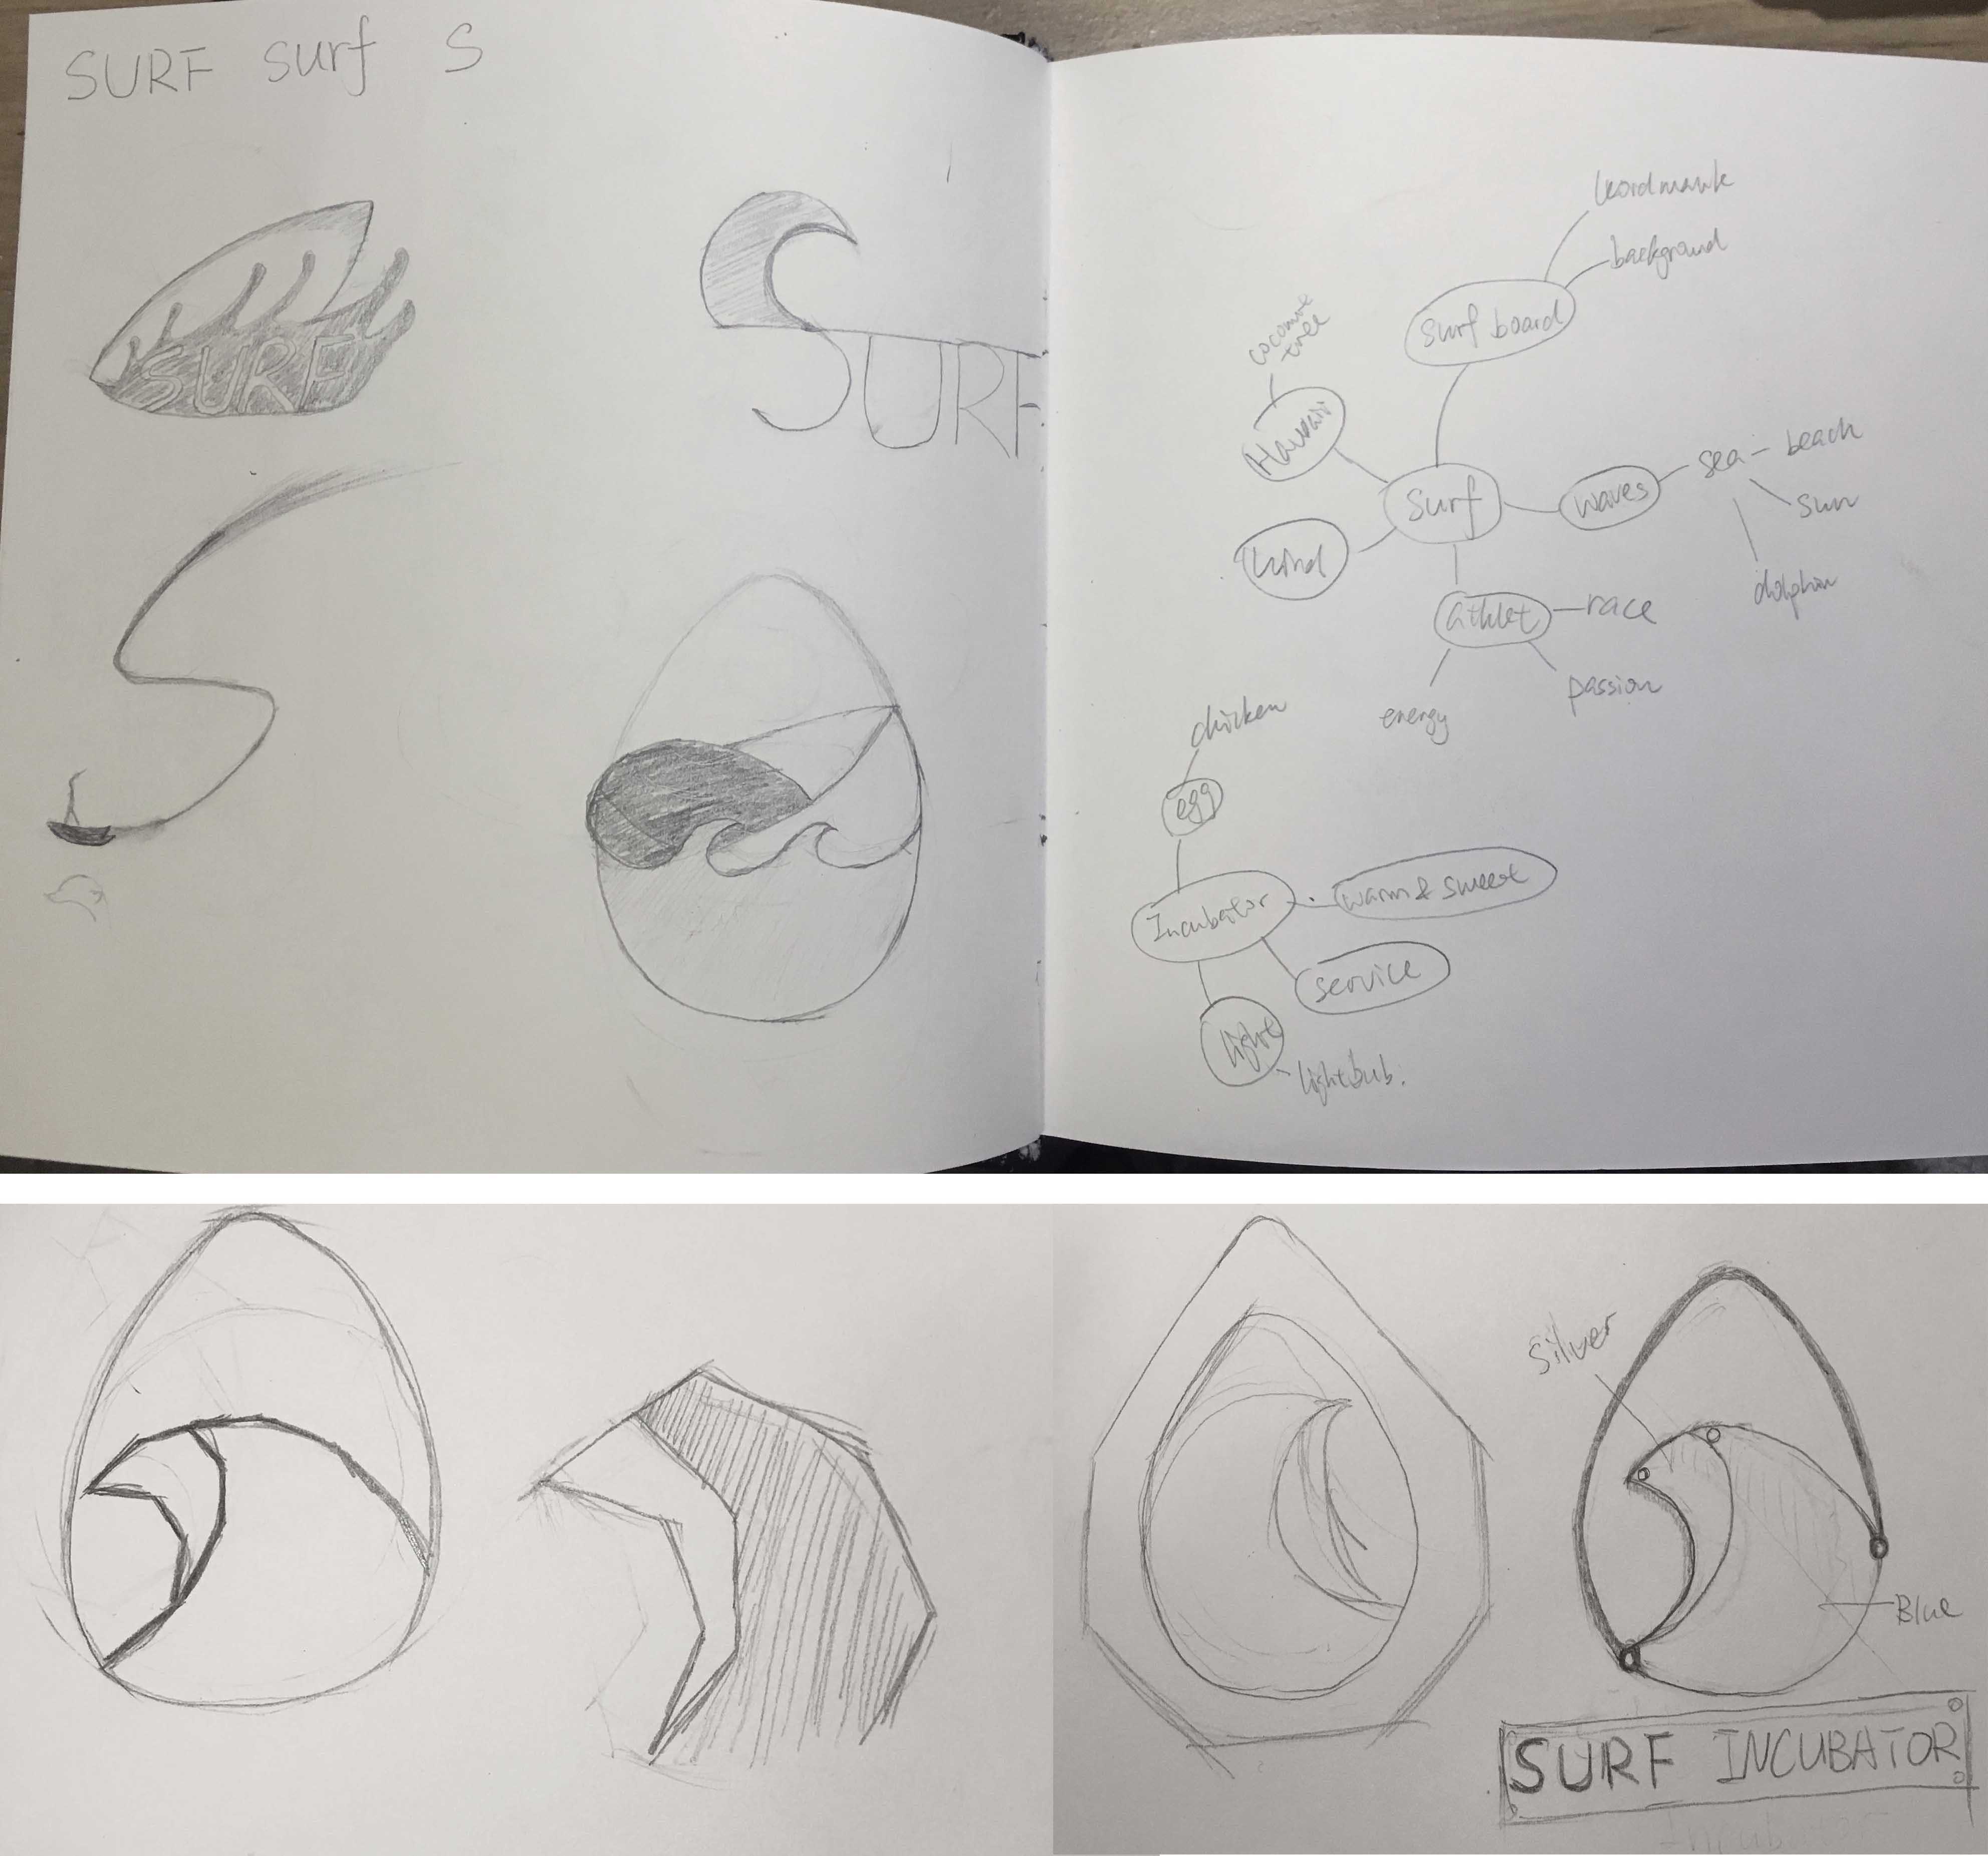 SURF surf S
SURF
SURF
wordmark
background
Surf board
coconut
tree
Hawaii
Surf
waves
sea - beach
sun
dolphin
wind
athlet
race
passion
energy
chicken
egg
Incubator
warm & sweet
service
light
lightbub.
Silver
Blue
SURF INCUBATOR